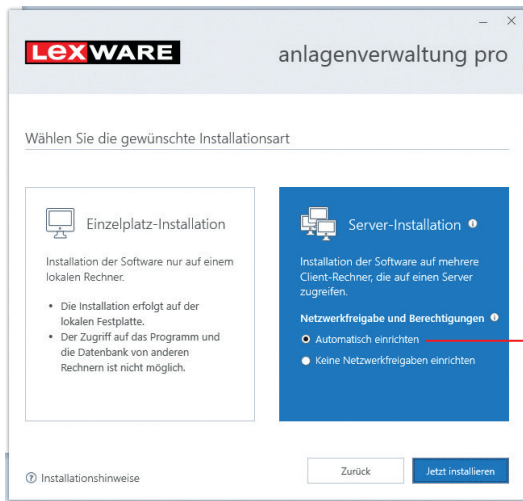 LEXWARE
anlagenverwaltung pro
Wählen Sie die gewünschte Installationsart
Einzelplatz-Installation
Installation der Software nur auf einem
lokalen Rechner.
• Die Installation erfolgt auf der
lokalen Festplatte.
• Der Zugriff auf das Programm und
die Datenbank von anderen
Rechnern ist nicht möglich.
Server-Installation
Installation der Software auf mehrere
Client-Rechner, die auf einen Server
zugreifen.
Netzwerkfreigabe und Berechtigungen
Automatisch einrichten
Keine Netzwerkfreigaben einrichten
Installationshinweise
Zurück
Jetzt installieren